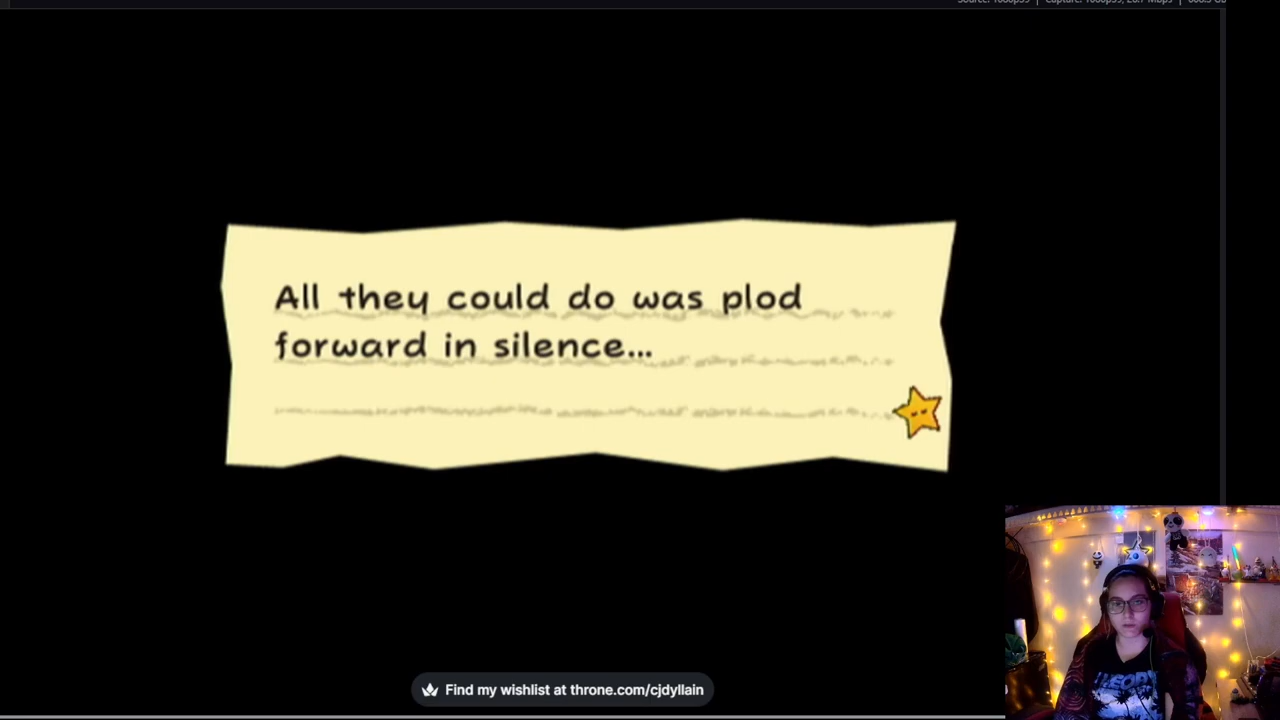 All they could do was plod
forward in silence...
Find my wishlist at throne.com/cjdyllain